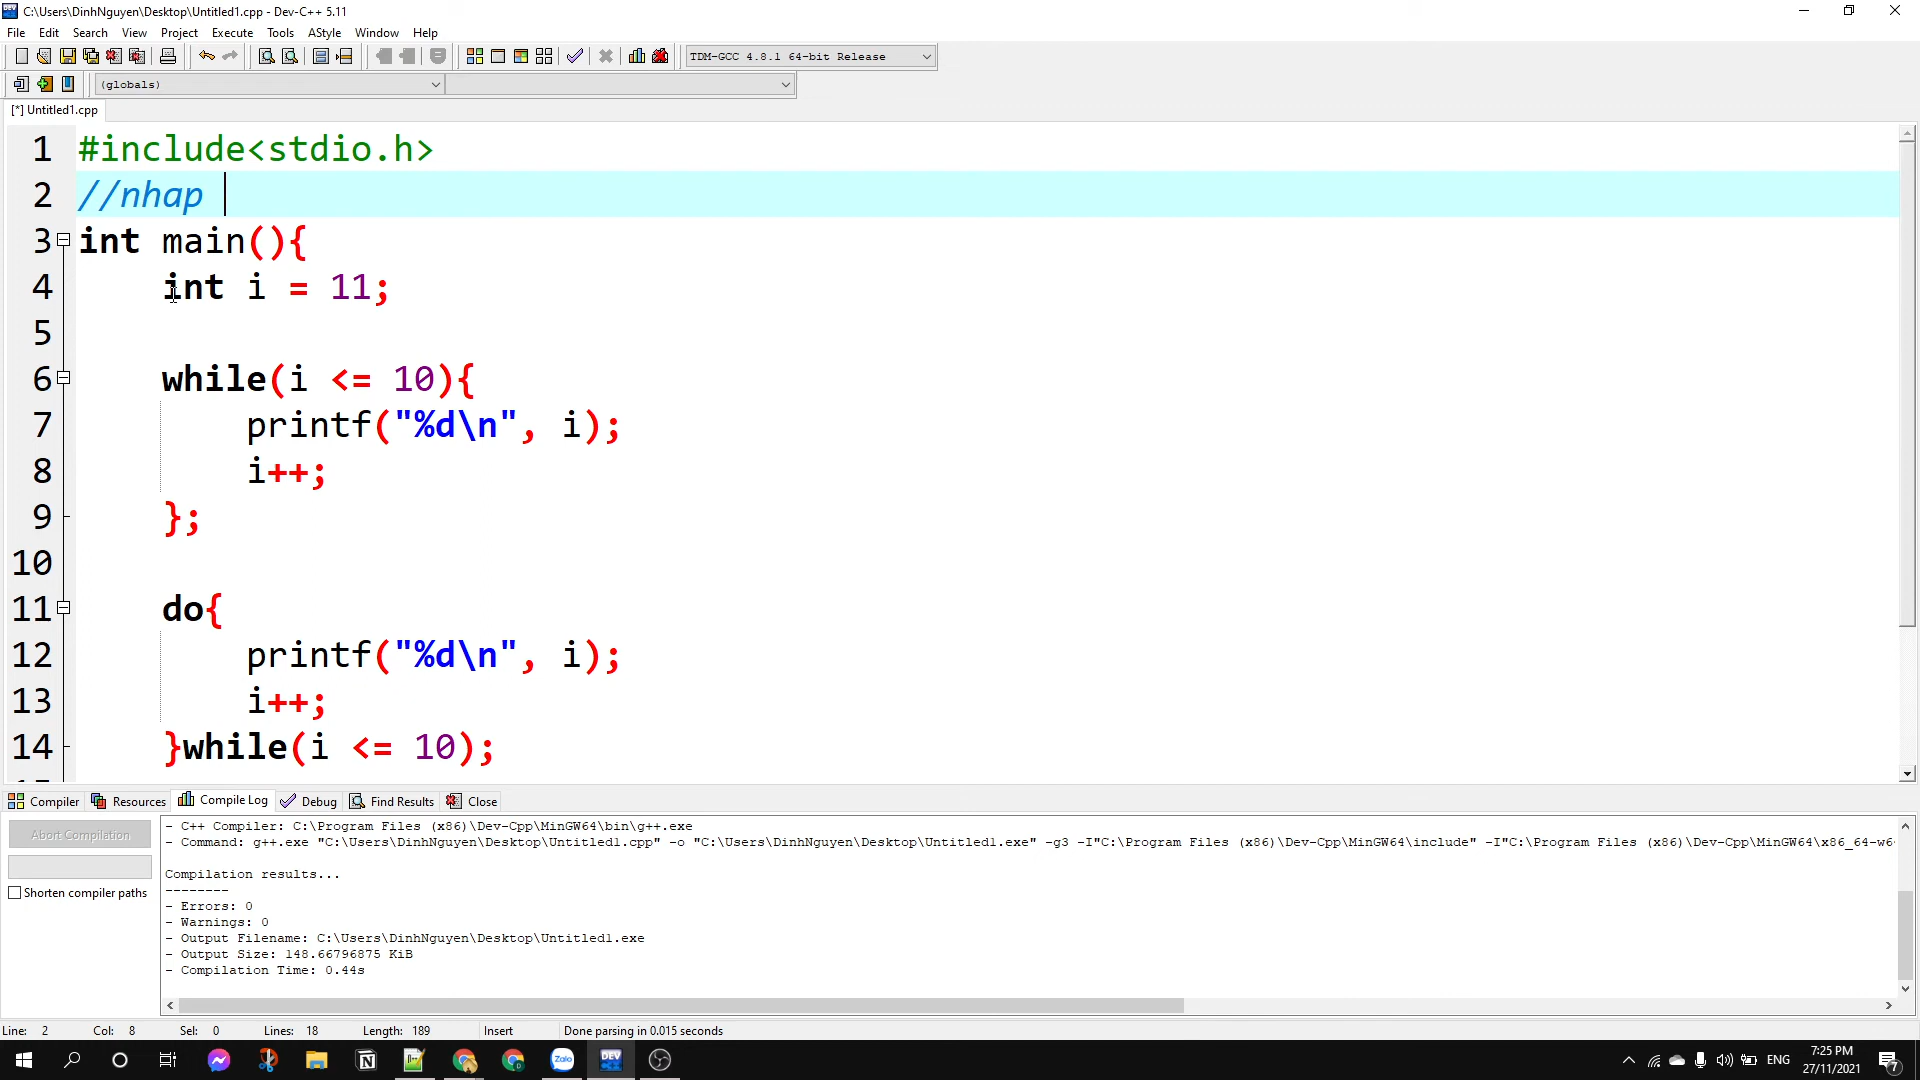 C:\Users\DinhNguyen\Desktop\Untitled1.cpp - Dev-C++ 5.11
File Edit Search View Project Execute Tools AStyle Window Help
TDM-GCC 4.8.1 64-bit Release
(globals)
[*] Untitled1.cpp
1 #include<stdio.h>
2 //nhap
3 int main(){
4 int i = 11;
5
6 while(i <= 10){
7 printf("%d\n", i);
8 i++;
9 };
10
11 do{
12 printf("%d\n", i);
13 i++;
14 }while(i <= 10);
Compiler Resources Compile Log Debug Find Results Close
Abort Compilation
Shorten compiler paths
- C++ Compiler: C:\Program Files (x86)\Dev-Cpp\MinGW64\bin\g++.exe
- Command: g++.exe "C:\Users\DinhNguyen\Desktop\Untitled1.cpp" -o "C:\Users\DinhNguyen\Desktop\Untitled1.exe" -g3 -I"C:\Program Files (x86)\Dev-Cpp\MinGW64\include" -I"C:\Program Files (x86)\Dev-Cpp\MinGW64\x86_64-w6
Compilation results...
--------
- Errors: 0
- Warnings: 0
- Output Filename: C:\Users\DinhNguyen\Desktop\Untitled1.exe
- Output Size: 148.66796875 KiB
- Compilation Time: 0.44s
Line: 2 Col: 8 Sel: 0 Lines: 18 Length: 189 Insert Done parsing in 0.015 seconds
Zalo DEV ENG 7:25 PM
27/11/2021 7